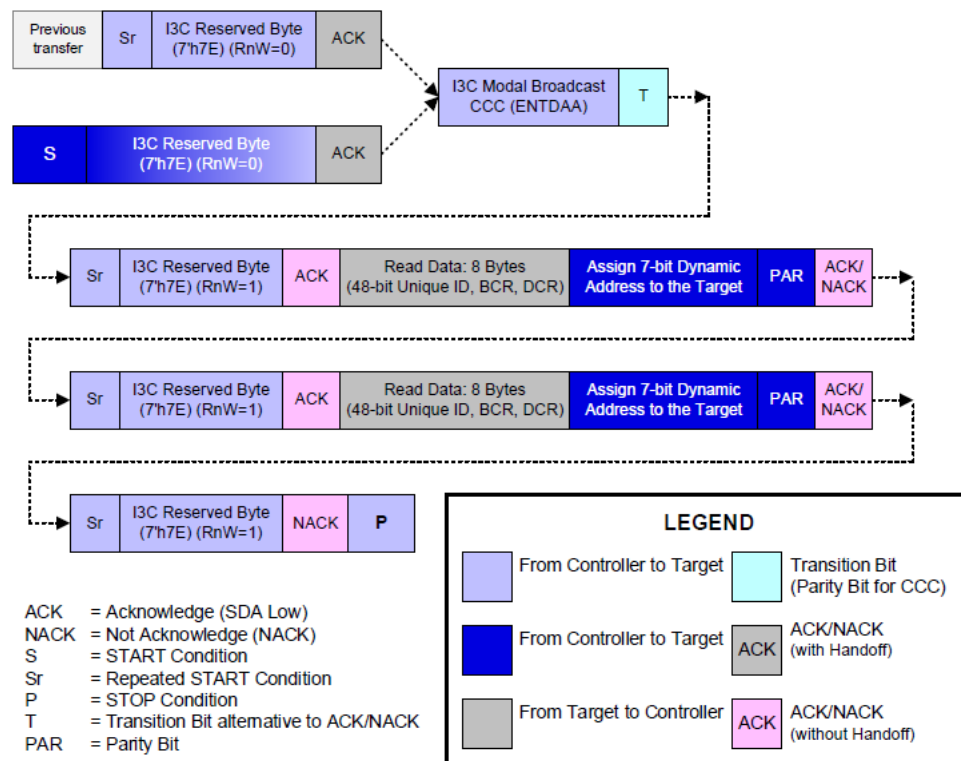 Previous
transfer
Sr
I3C Reserved Byte
(7'h7E) (RnW=0)
ACK
S
I3C Reserved Byte
(7'h7E) (RnW=0)
ACK
I3C Modal Broadcast
CCC (ENTDAA)
T
Sr
I3C Reserved Byte
(7'h7E) (RnW=1)
ACK
Read Data: 8 Bytes
(48-bit Unique ID, BCR, DCR)
Assign 7-bit Dynamic
Address to the Target
PAR
ACK/
NACK
Sr
I3C Reserved Byte
(7'h7E) (RnW=1)
ACK
Read Data: 8 Bytes
(48-bit Unique ID, BCR, DCR)
Assign 7-bit Dynamic
Address to the Target
PAR
ACK/
NACK
Sr
I3C Reserved Byte
(7'h7E) (RnW=1)
NACK
P
ACK = Acknowledge (SDA Low)
NACK = Not Acknowledge (NACK)
S = START Condition
Sr = Repeated START Condition
P = STOP Condition
T = Transition Bit alternative to ACK/NACK
PAR = Parity Bit
LEGEND
From Controller to Target
Transition Bit
(Parity Bit for CCC)
From Controller to Target
ACK
ACK/NACK
(with Handoff)
From Target to Controller
ACK
ACK/NACK
(without Handoff)